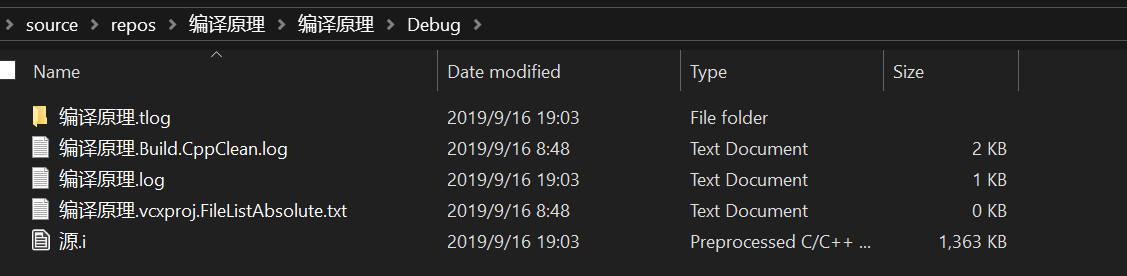 source repos 编译原理 编译原理 Debug
Name Date modified Type Size
编译原理.tlog 2019/9/16 19:03 File folder
编译原理.Build.CppClean.log 2019/9/16 8:48 Text Document 2 KB
编译原理.log 2019/9/16 19:03 Text Document 1 KB
编译原理.vcxproj.FileListAbsolute.txt 2019/9/16 8:48 Text Document 0 KB
源.i 2019/9/16 19:03 Preprocessed C/C++ ... 1,363 KB